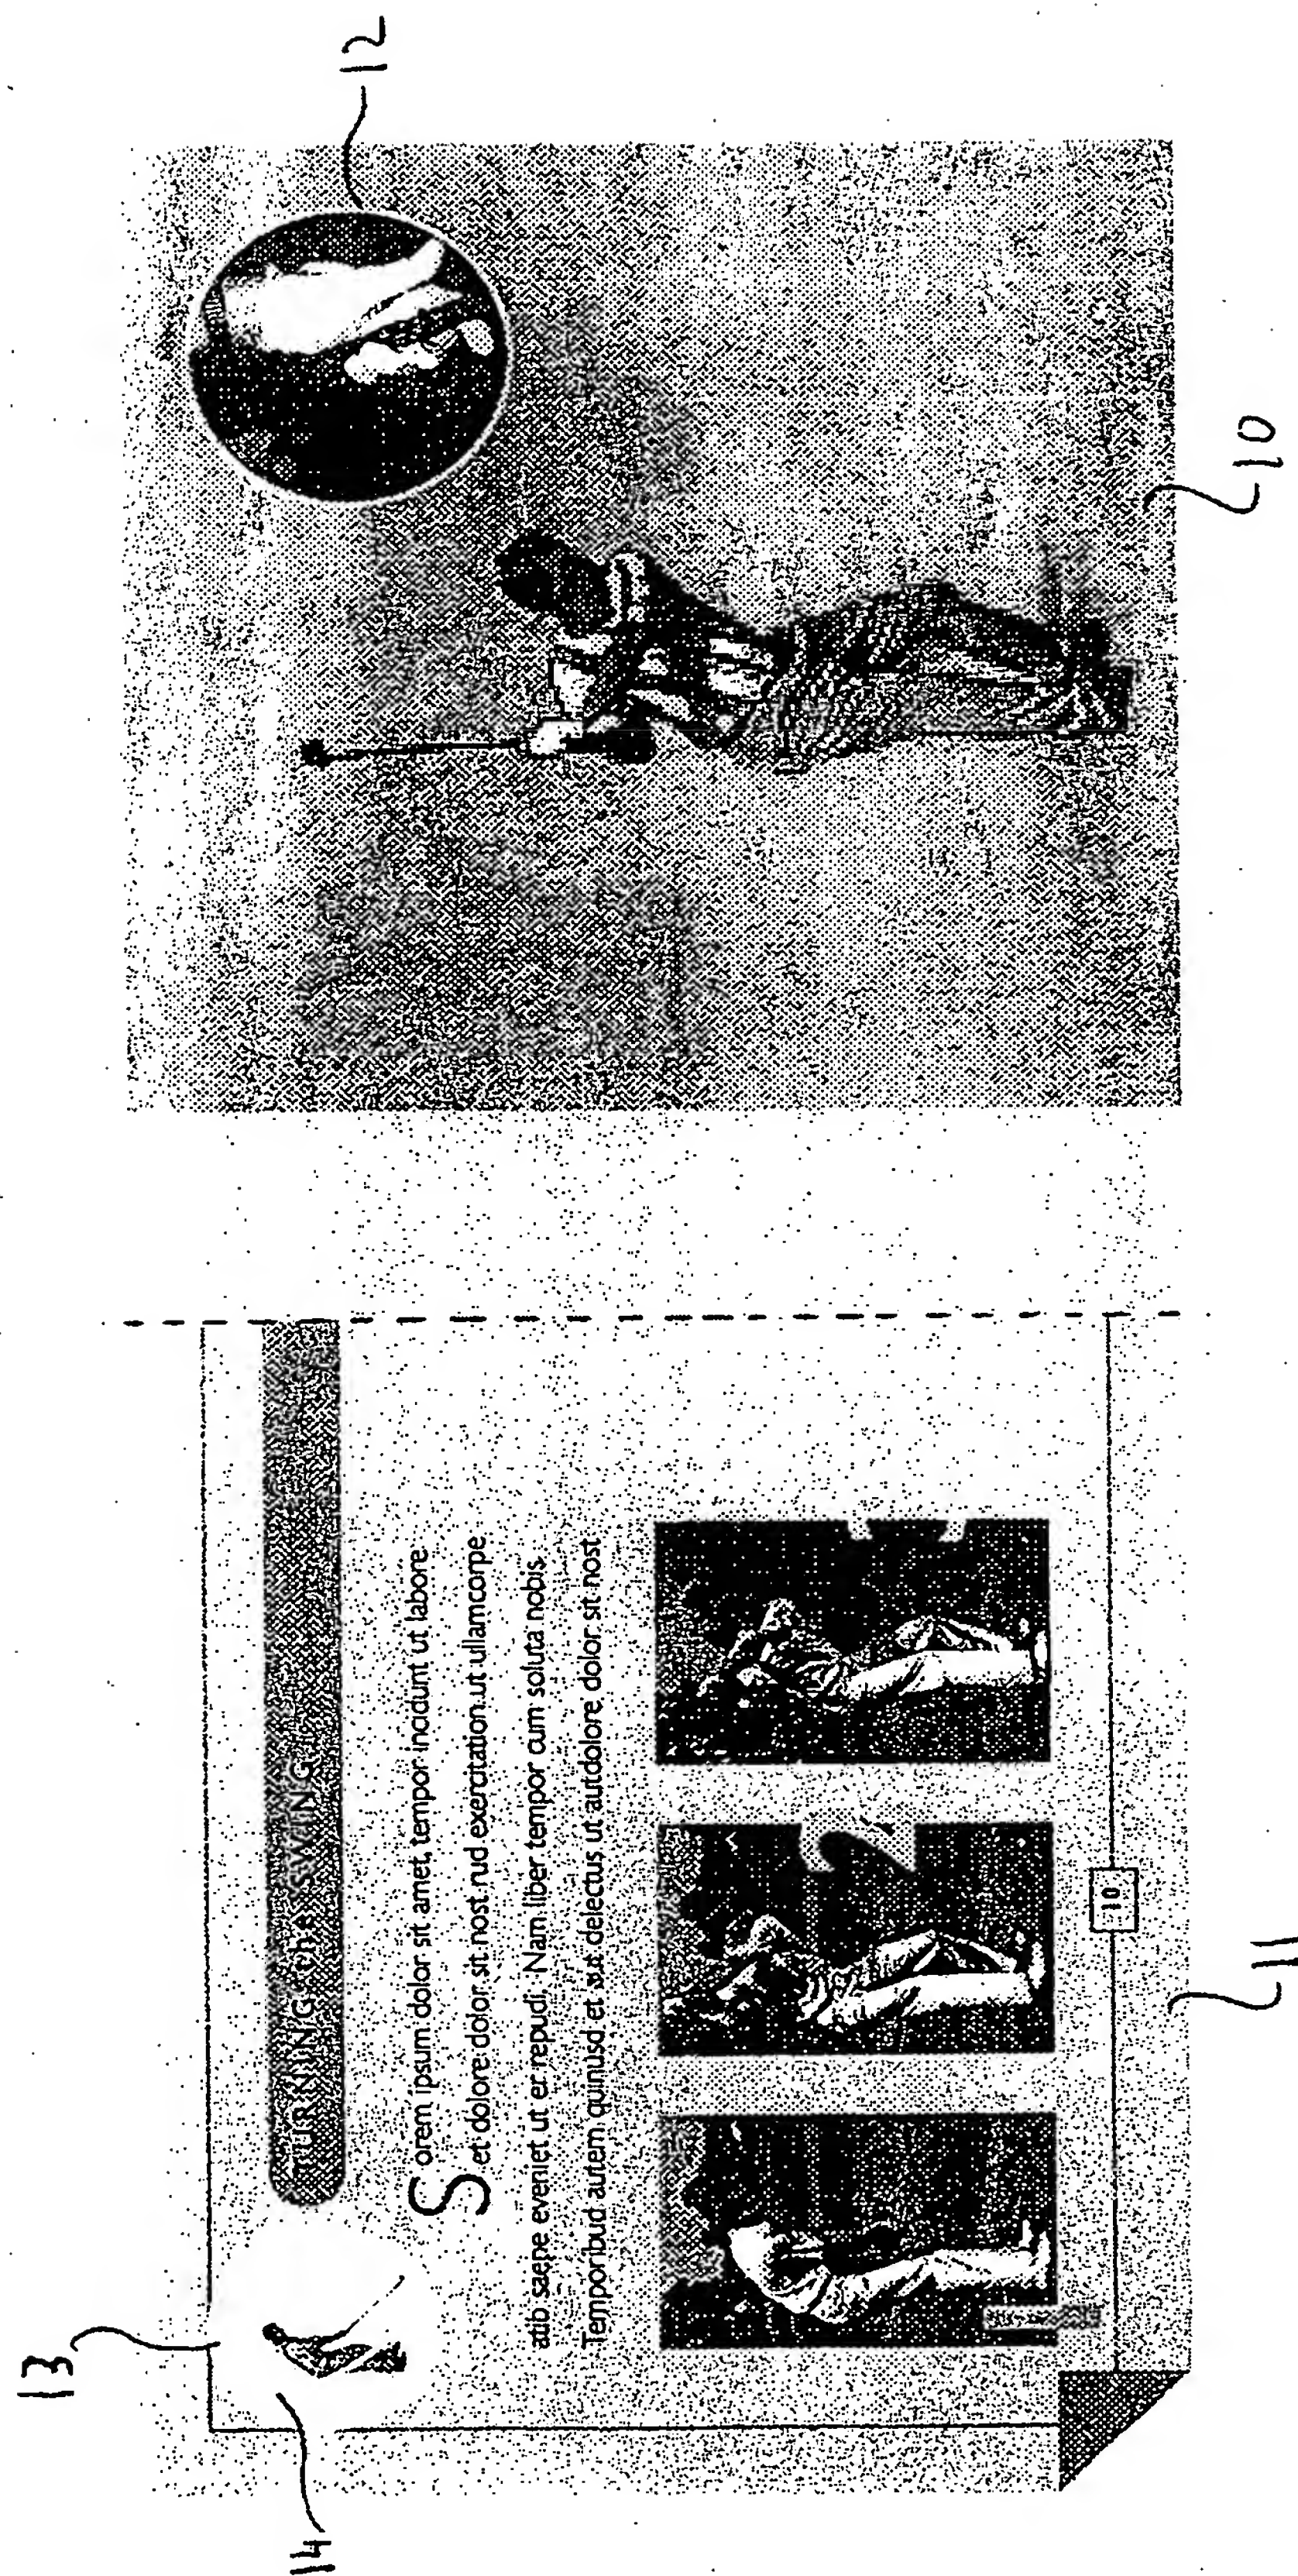 13
14
TURNING the SWING
Sorem ipsum dolor sit amet, tempor incidunt ut labore
et dolore dolor sit nost rud exercitation ut ullamcorpe
atib saepe eveniet ut er repudi. Nam liber tempor cum soluta nobis
Temporibud autem quinusd et aut delectus ut autdolore dolor sit nost
10
11
12
10